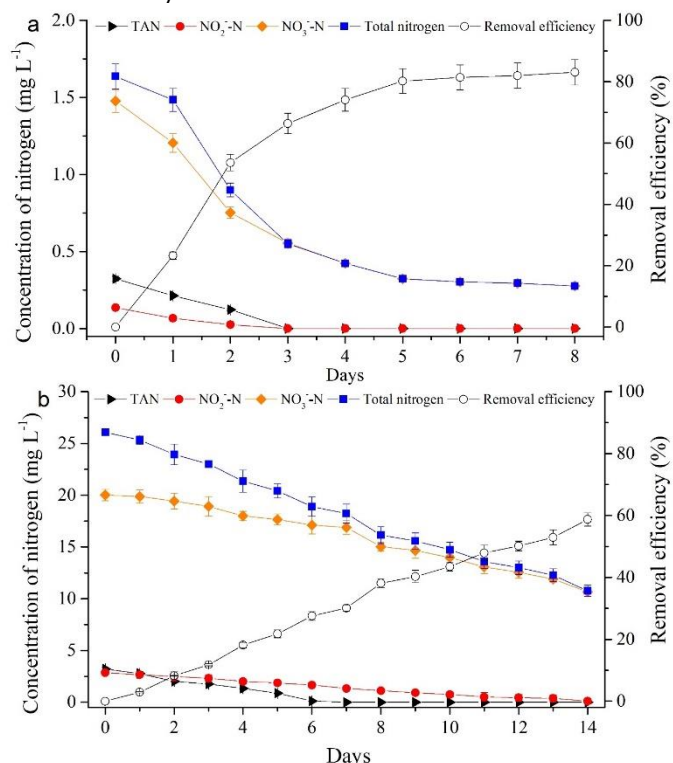 a
TAN NO₂⁻-N NO₃⁻-N Total nitrogen Removal efficiency
Concentration of nitrogen (mg L⁻¹)
2.0
1.5
1.0
0.5
0.0
100
80
60
40
20
0
Removal efficiency (%)
0 1 2 3 4 5 6 7 8
Days
b
TAN NO₂⁻-N NO₃⁻-N Total nitrogen Removal efficiency
Concentration of nitrogen (mg L⁻¹)
30
25
20
15
10
5
0
100
80
60
40
20
0
Removal efficiency (%)
0 2 4 6 8 10 12 14
Days